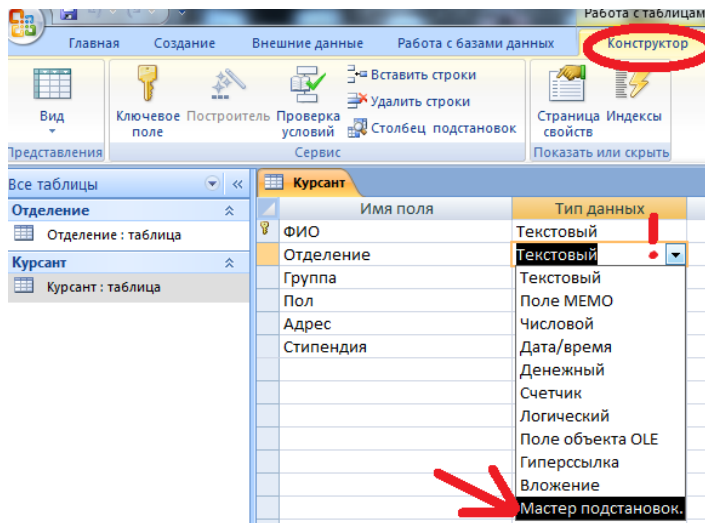 Работа с таблицам
Главная Создание Внешние данные Работа с базами данных Конструктор
Вид
Ключевое поле
Построитель
Проверка условий
Вставить строки
Удалить строки
Столбец подстановок
Страница свойств
Индексы
Представления Сервис Показать или скрыть
Все таблицы
Отделение
Отделение : таблица
Курсант
Курсант : таблица
Курсант
Имя поля Тип данных
ФИО Текстовый
Отделение Текстовый
Группа Текстовый
Пол Поле МЕМО
Адрес Числовой
Стипендия Дата/время
Денежный
Счетчик
Логический
Поле объекта OLE
Гиперссылка
Вложение
Мастер подстановок.